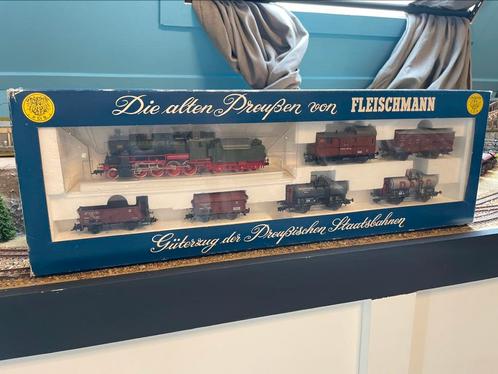 Die alten Preußen von FLEISCHMANN
Güterzug der Preußischen Staatsbahnen